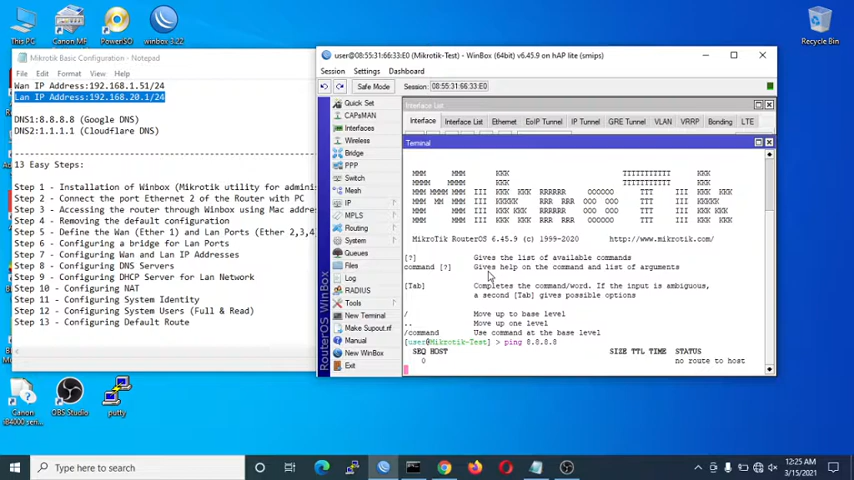 This PC
Canon MF
PowerISO
winbox 3.22
Recycle Bin
Mikrotik Basic Configuration - Notepad
File Edit Format View Help
Wan IP Address:192.168.1.51/24
Lan IP Address:192.168.20.1/24
DNS1:8.8.8.8 (Google DNS)
DNS2:1.1.1.1 (Cloudflare DNS)
13 Easy Steps:
Step 1 - Installation of Winbox (Mikrotik utility for adminis
Step 2 - Connect the port Ethernet 2 of the Router with PC
Step 3 - Accessing the router through Winbox using Mac addres
Step 4 - Removing the default configuration
Step 5 - Define the Wan (Ether 1) and Lan Ports (Ether 2,3,4)
Step 6 - Configuring a bridge for Lan Ports
Step 7 - Configuring Wan and Lan IP Addresses
Step 8 - Configuring DNS Servers
Step 9 - Configuring DHCP Server for Lan Network
Step 10 - Configuring NAT
Step 11 - Configuring System Identity
Step 12 - Configuring System Users (Full & Read)
Step 13 - Configuring Default Route
user@08:55:31:66:33:E0 (Mikrotik-Test) - WinBox (64bit) v6.45.9 on hAP lite (smips)
Session Settings Dashboard
Safe Mode Session: 08:55:31:66:33:E0
Quick Set
CAPsMAN
Interfaces
Wireless
Bridge
PPP
Switch
Mesh
IP
MPLS
Routing
System
Queues
Files
Log
RADIUS
Tools
New Terminal
Make Supout.rif
Manual
New WinBox
Exit
RouterOS WinBox
Interface List
Interface Interface List Ethernet EoIP Tunnel IP Tunnel GRE Tunnel VLAN VRRP Bonding LTE
Terminal
MikroTik RouterOS 6.45.9 (c) 1999-2020 http://www.mikrotik.com/
[?] Gives the list of available commands
command [?] Gives help on the command and list of arguments
[Tab] Completes the command/word. If the input is ambiguous,
a second [Tab] gives possible options
/ Move up to base level
.. Move up one level
/command Use command at the base level
[user@Mikrotik-Test] > ping 8.8.8.8
SEQ HOST SIZE TTL TIME STATUS
0 no route to host
Canon
OBS Studio
putty
Type here to search
12:25 AM
3/15/2021